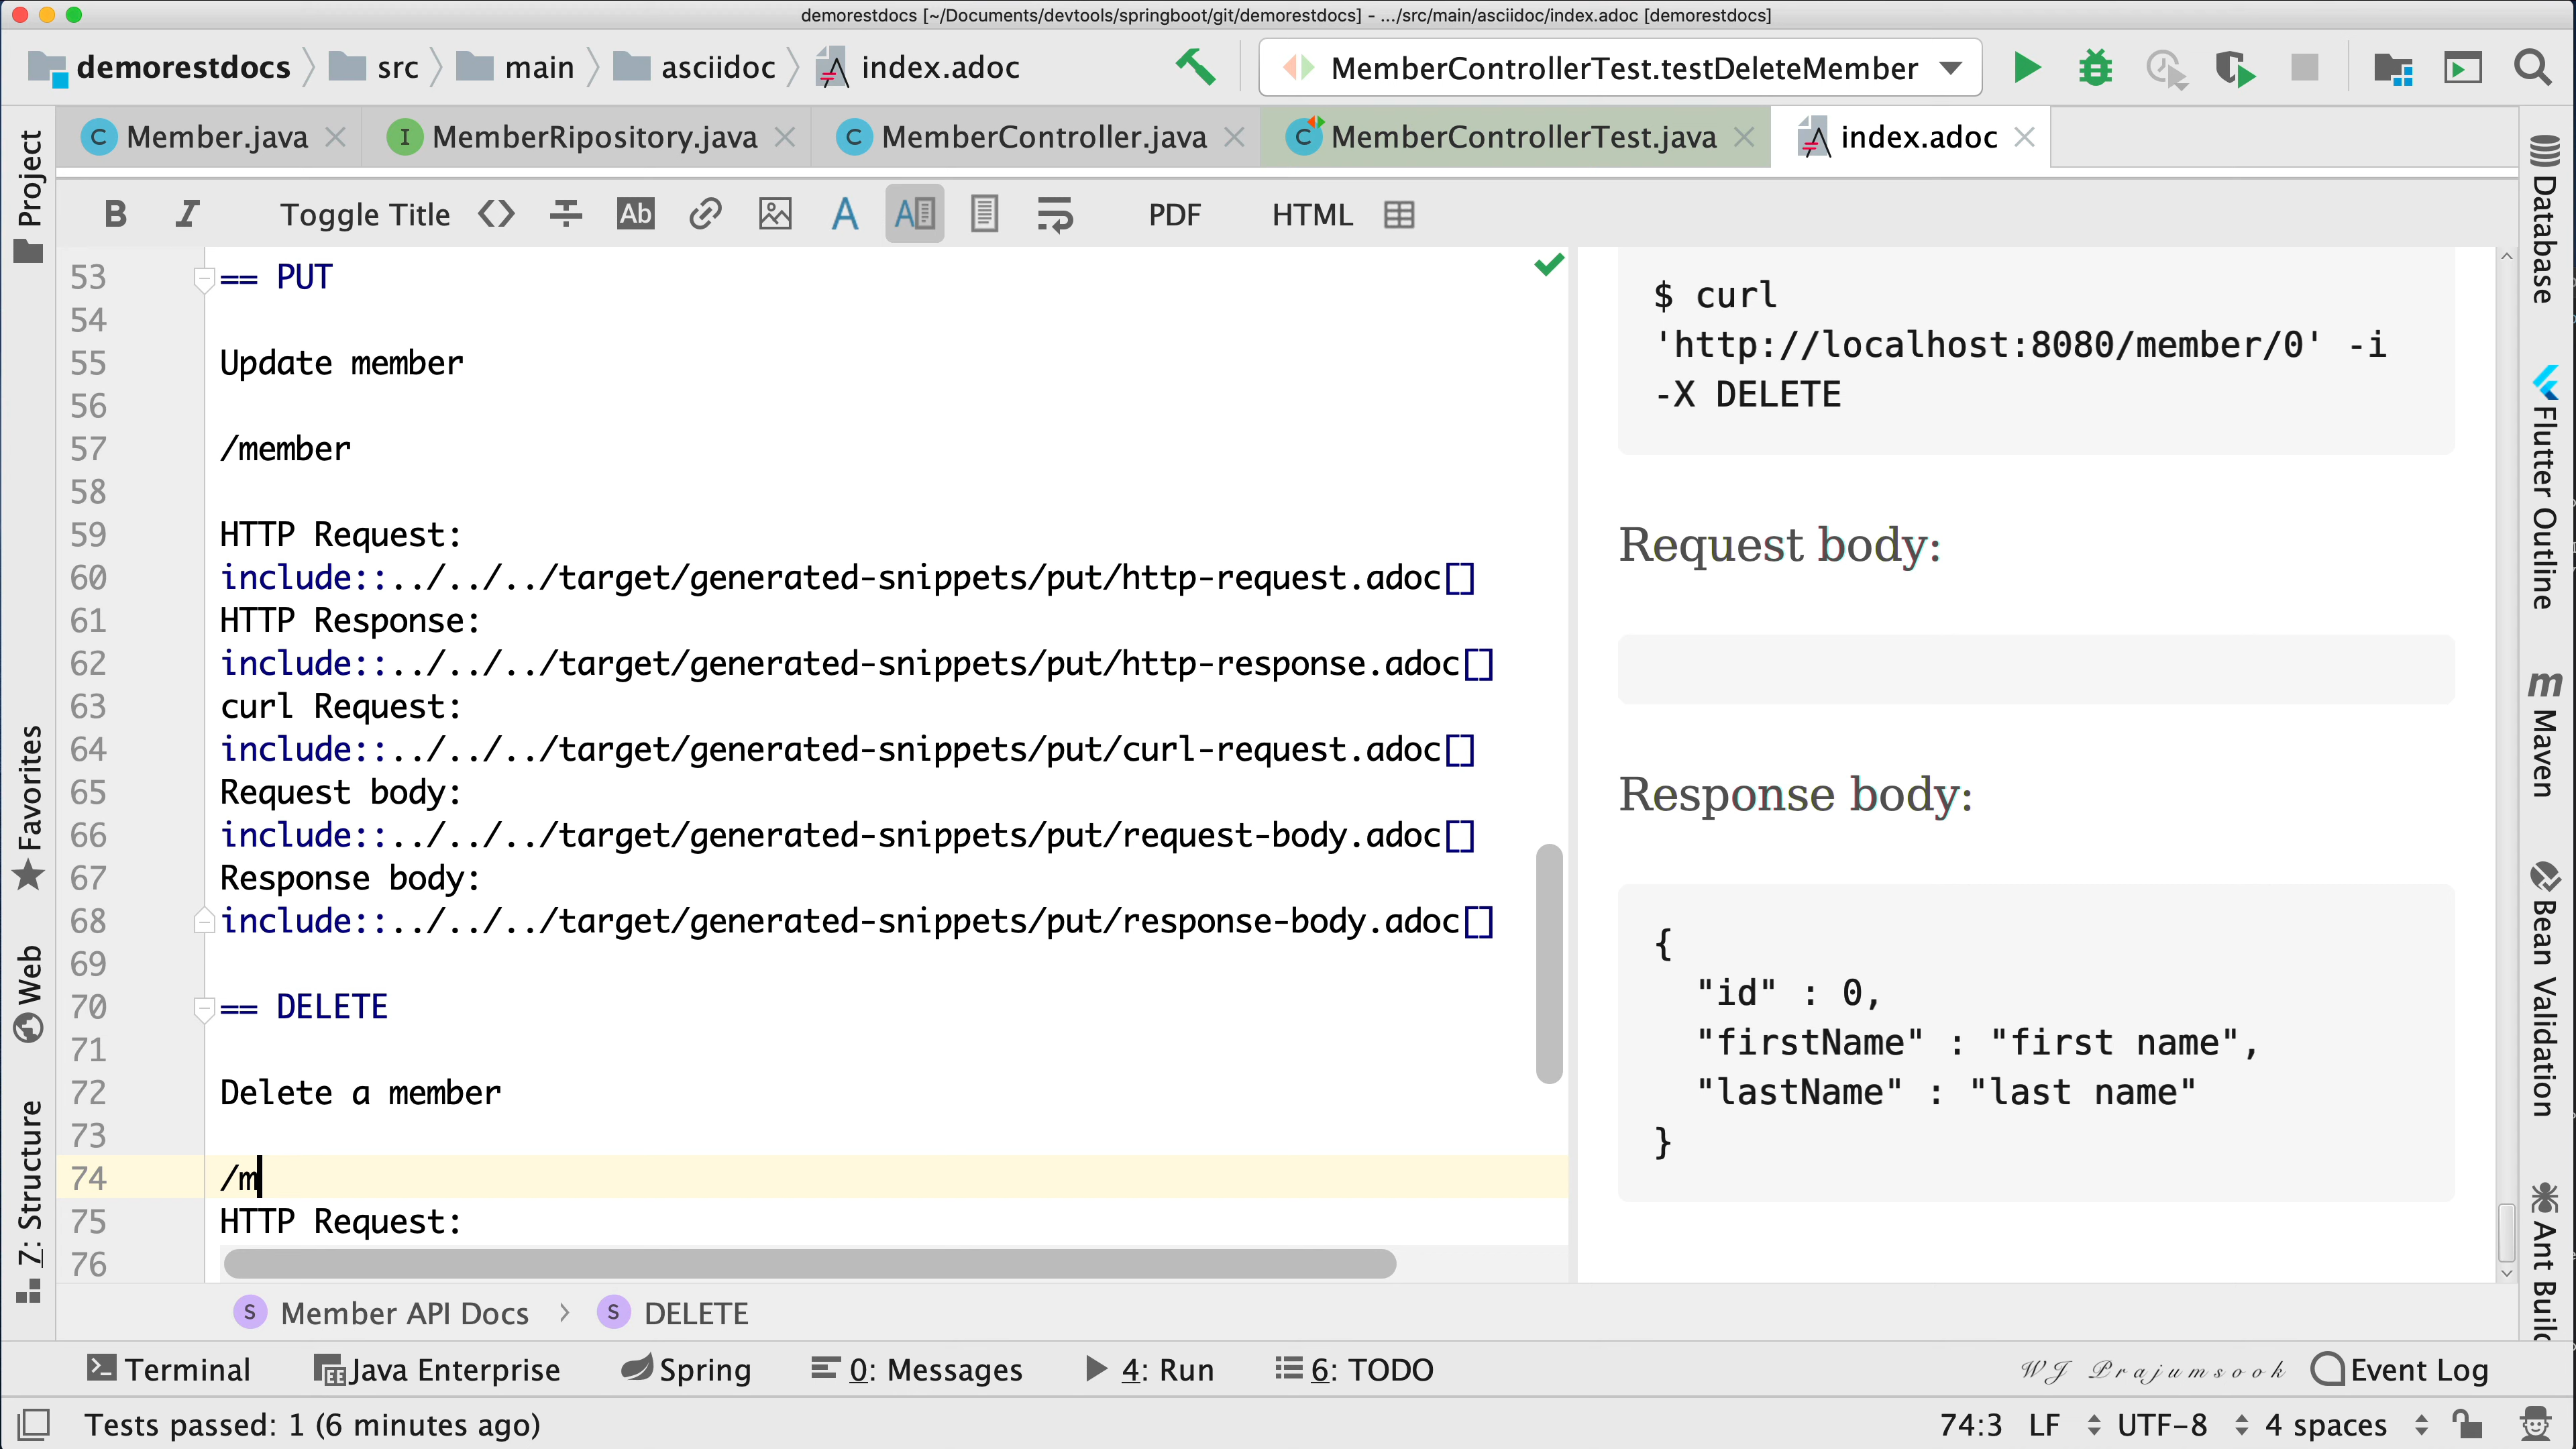 demorestdocs [~/Documents/devtools/springboot/git/demorestdocs] - .../src/main/asciidoc/index.adoc [demorestdocs]
demorestdocs src main asciidoc index.adoc MemberControllerTest.testDeleteMember
Member.java MemberRipository.java MemberController.java MemberControllerTest.java index.adoc
B I Toggle Title Ab A A PDF HTML
Project
Favorites
Web
Z: Structure
53 == PUT
54
55 Update member
56
57 /member
58
59 HTTP Request:
60 include::../../../target/generated-snippets/put/http-request.adoc[]
61 HTTP Response:
62 include::../../../target/generated-snippets/put/http-response.adoc[]
63 curl Request:
64 include::../../../target/generated-snippets/put/curl-request.adoc[]
65 Request body:
66 include::../../../target/generated-snippets/put/request-body.adoc[]
67 Response body:
68 include::../../../target/generated-snippets/put/response-body.adoc[]
69
70 == DELETE
71
72 Delete a member
73
74 /m
75 HTTP Request:
76
$ curl
'http://localhost:8080/member/0' -i
-X DELETE
Request body:
Response body:
{
"id" : 0,
"firstName" : "first name",
"lastName" : "last name"
}
Database
Flutter Outline
m Maven
Bean Validation
Ant Build
S Member API Docs S DELETE
Terminal Java Enterprise Spring 0: Messages 4: Run 6: TODO WJ Prajumsook Event Log
Tests passed: 1 (6 minutes ago) 74:3 LF UTF-8 4 spaces